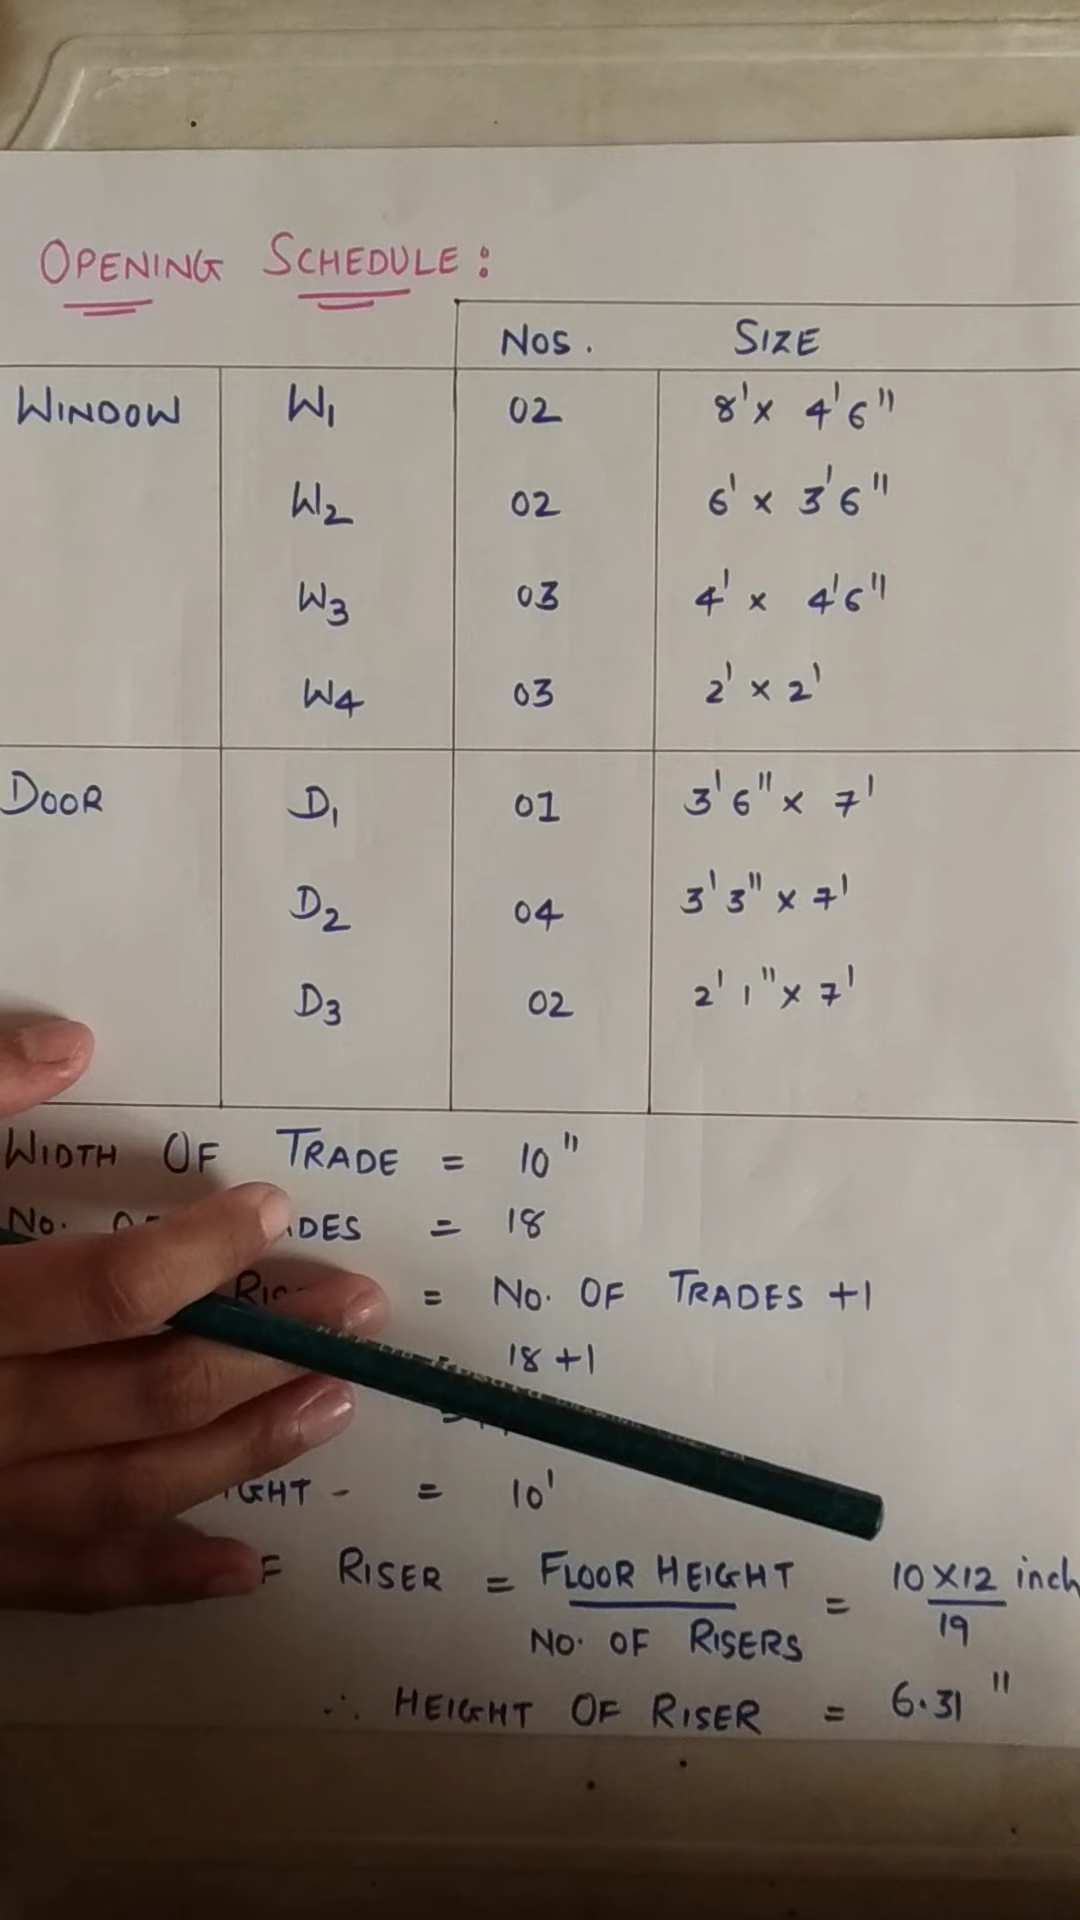 OPENING SCHEDULE:
NOS. SIZE
WINDOW W1 02 8' x 4'6"
W2 02 6' x 3'6"
W3 03 4' x 4'6"
W4 03 2' x 2'
DOOR D1 01 3'6" x 7'
D2 04 3'3" x 7'
D3 02 2'1" x 7'
WIDTH OF TRADE = 10"
No. ADES = 18
= No. OF TRADES +1
18 +1
GHT - = 10'
F RISER = FLOOR HEIGHT / No. OF RISERS = 10 X12 inch / 19
∴ HEIGHT OF RISER = 6.31"